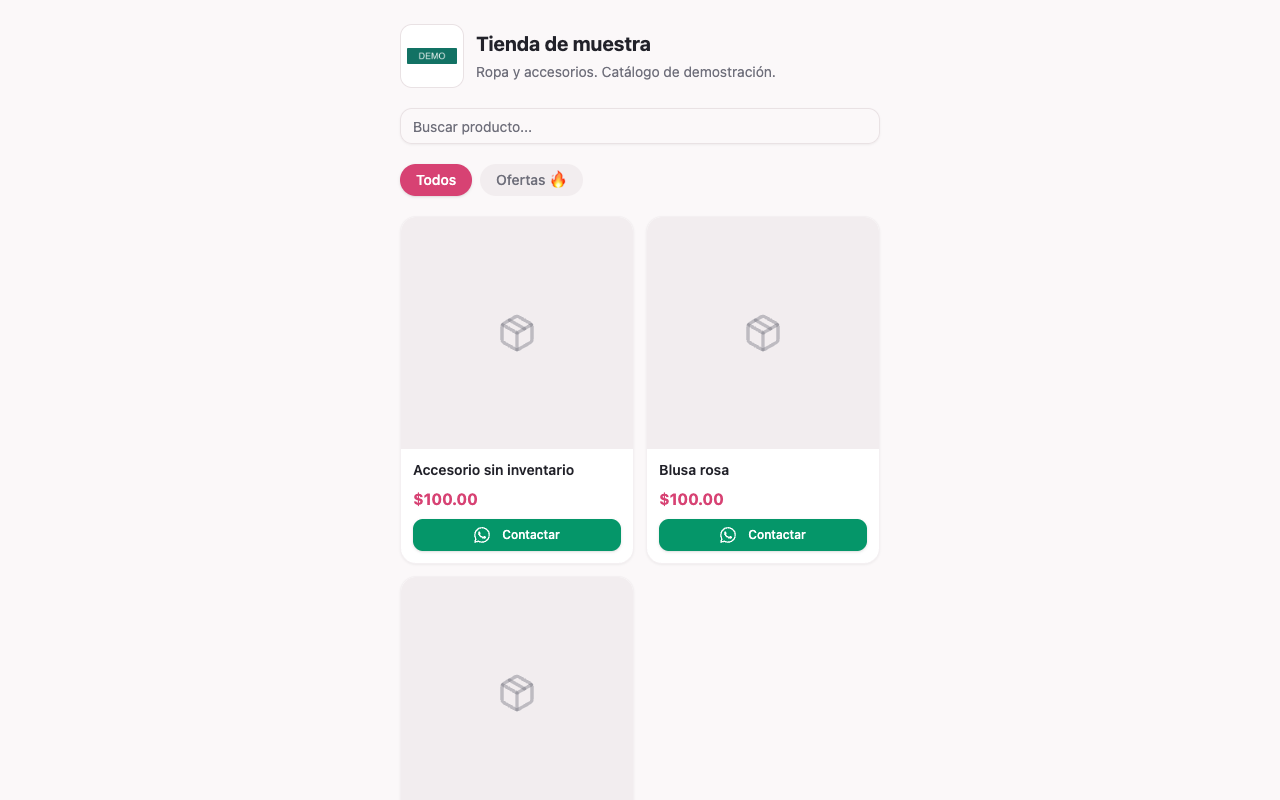 DEMO
Tienda de muestra
Ropa y accesorios. Catálogo de demostración.
Buscar producto...
Todos
Ofertas 🔥
Accesorio sin inventario
Blusa rosa
$100.00
$100.00
Contactar
Contactar